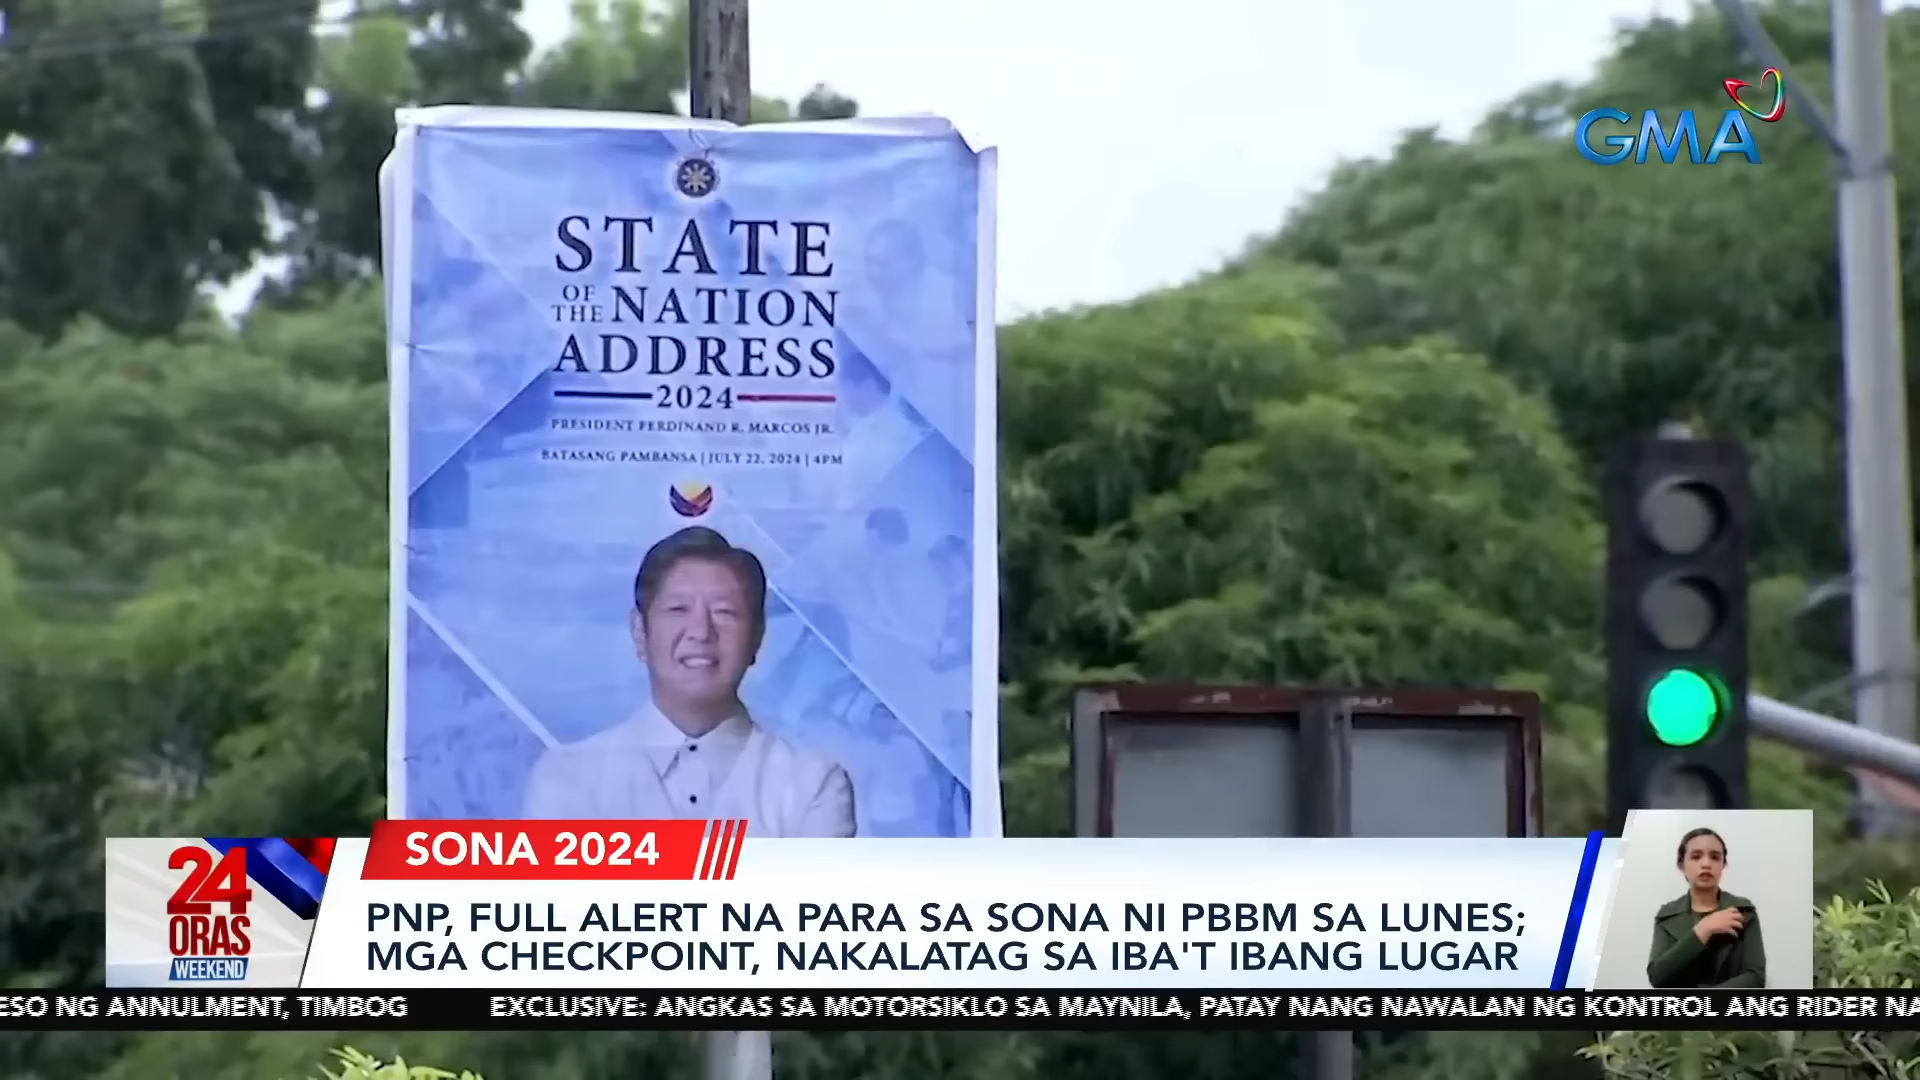 GMA
STATE
OF THE NATION
ADDRESS
2024
PRESIDENT FERDINAND R. MARCOS JR.
BATASANG PAMBANSA | JULY 22, 2024 | 4PM
SONA 2024
24
ORAS
WEEKEND
PNP, FULL ALERT NA PARA SA SONA NI PBBM SA LUNES;
MGA CHECKPOINT, NAKALATAG SA IBA'T IBANG LUGAR
ESO NG ANNULMENT, TIMBOG EXCLUSIVE: ANGKAS SA MOTORSIKLO SA MAYNILA, PATAY NANG NAWALAN NG KONTROL ANG RIDER NA